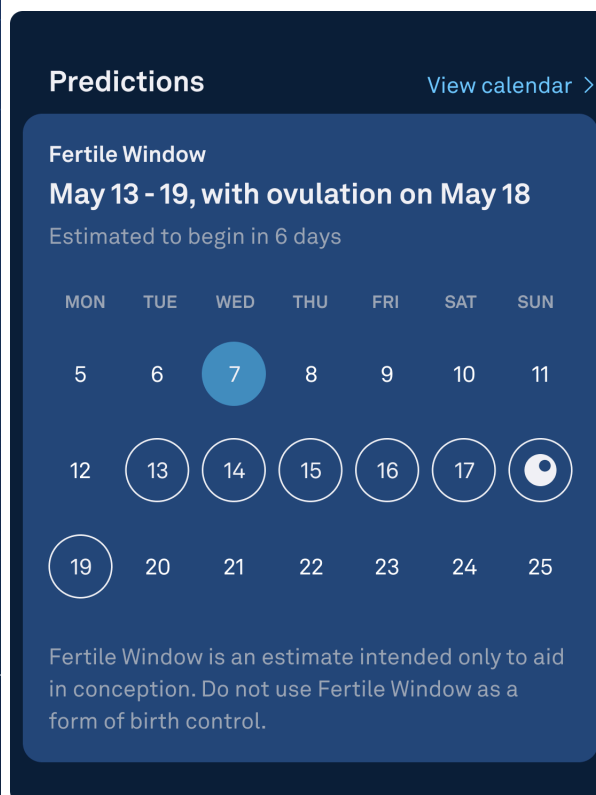 Predictions
View calendar >
Fertile Window
May 13 - 19, with ovulation on May 18
Estimated to begin in 6 days
MON TUE WED THU FRI SAT SUN
5 6 7 8 9 10 11
12 13 14 15 16 17
19 20 21 22 23 24 25
Fertile Window is an estimate intended only to aid
in conception. Do not use Fertile Window as a
form of birth control.